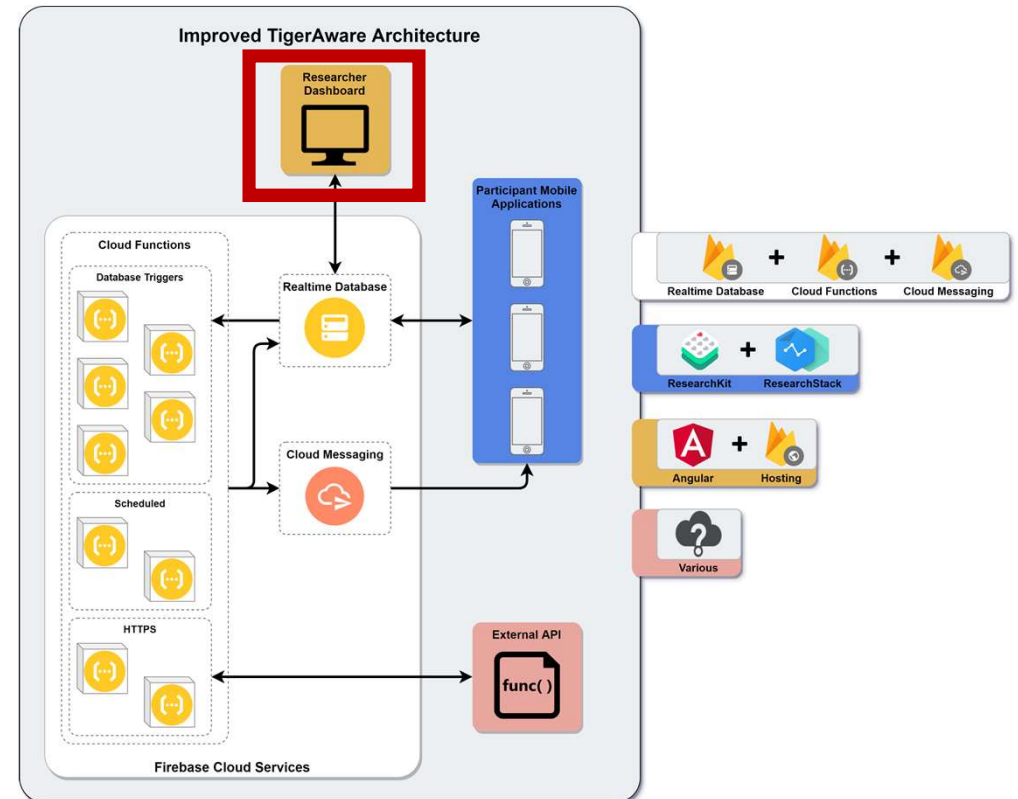 Improved TigerAware Architecture
Researcher
Dashboard
Participant Mobile
Applications
Cloud Functions
Database Triggers
Realtime Database
Cloud Messaging
Scheduled
HTTPS
External API
func( )
Firebase Cloud Services
Realtime Database + Cloud Functions + Cloud Messaging
ResearchKit + ResearchStack
Angular + Hosting
?
Various